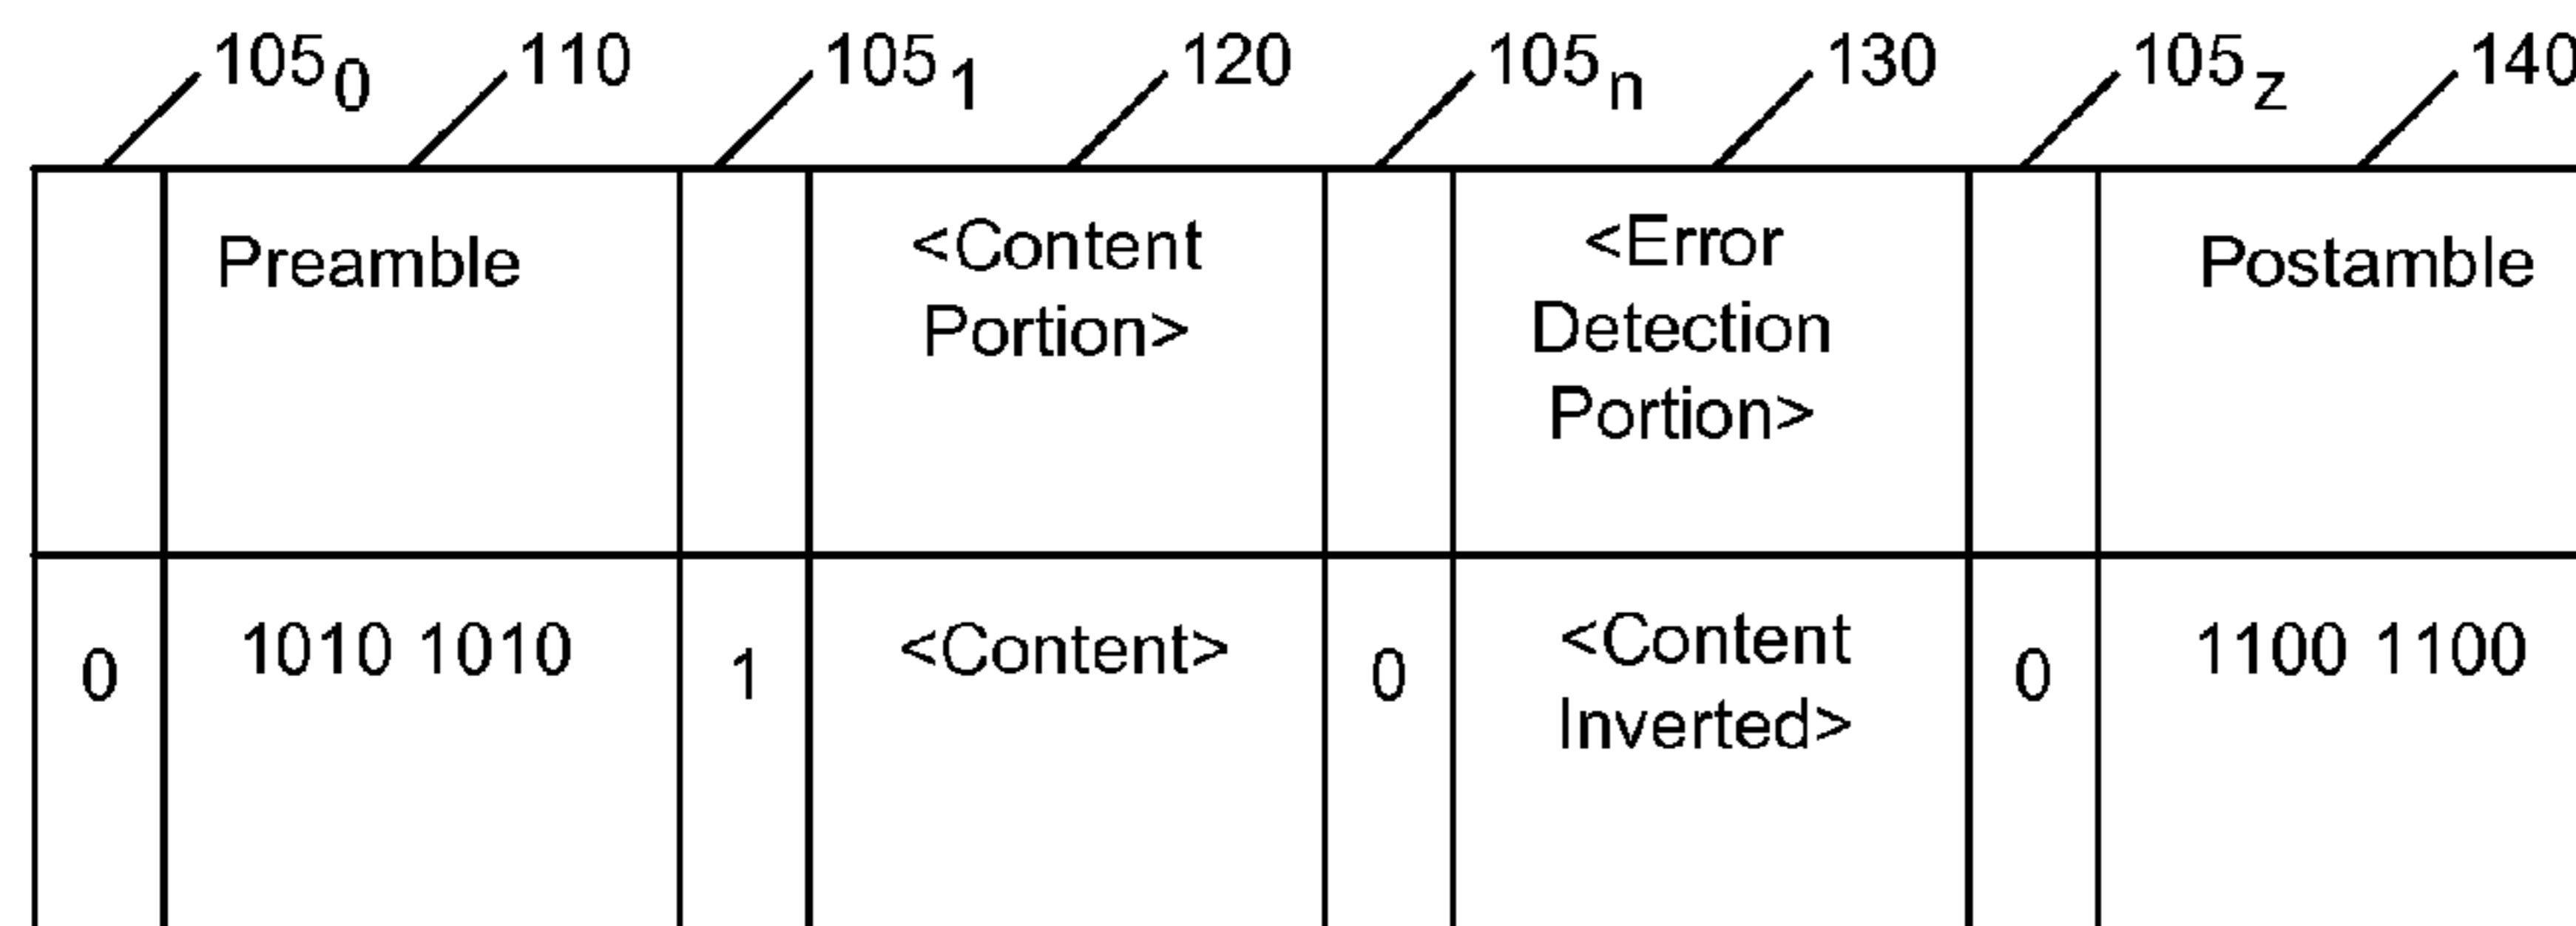 105₀ 110 105₁ 120 105ₙ 130 105z 140
Preamble
<Content
Portion>
<Error
Detection
Portion>
Postamble
0
1010 1010
1
<Content>
0
<Content
Inverted>
0
1100 1100